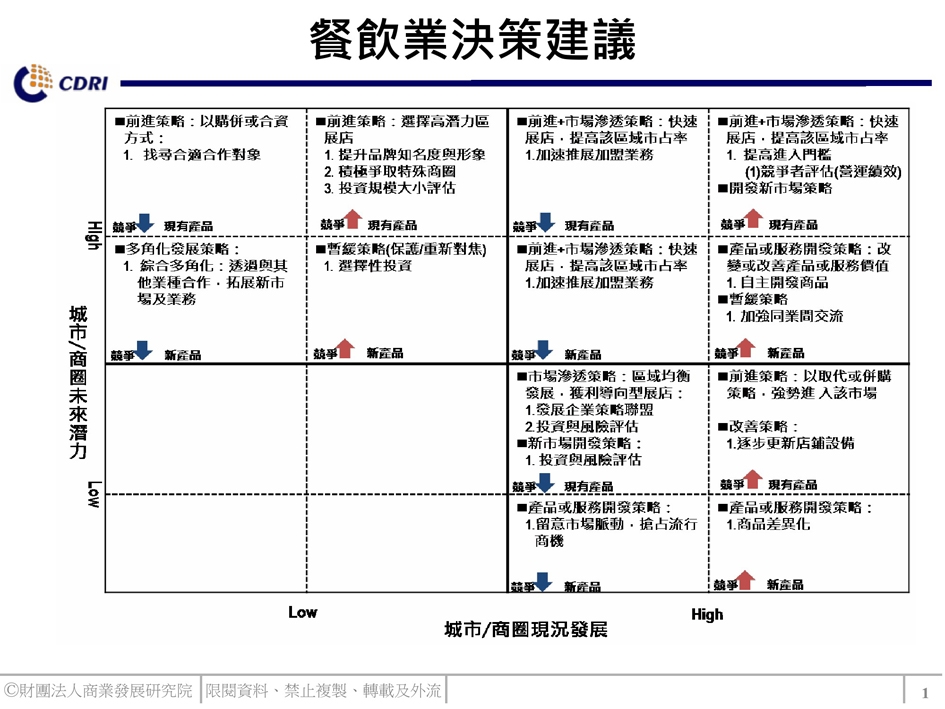 餐飲業決策建議
CDRI
■前進策略：以購併或合資
方式：
1. 找尋合適合作對象
競爭 現有產品
■前進策略：選擇高潛力區
展店
1. 提升品牌知名度與形象
2. 積極爭取特殊商圈
3. 投資規模大小評估
競爭 現有產品
■前進+市場滲透策略：快速
展店，提高該區域市占率
1.加速推展加盟業務
競爭 現有產品
■前進+市場滲透策略：快速
展店，提高該區域市占率
1. 提高進入門檻
(1)競爭者評估(營運績效)
■開發新市場策略
競爭 現有產品
High
■多角化發展策略：
1. 綜合多角化：透過與其
他業種合作，拓展新市
場及業務
競爭 新產品
■暫緩策略(保護/重新對焦)
1. 選擇性投資
競爭 新產品
■前進+市場滲透策略：快速
展店，提高該區域市占率
1.加速推展加盟業務
競爭 新產品
■產品或服務開發策略：改
變或改善產品或服務價值
1. 自主開發商品
■暫緩策略
1. 加強同業間交流
競爭 新產品
城市/商圈未來潛力
■市場滲透策略：區域均衡
發展，獲利導向型展店：
1.發展企業策略聯盟
2.投資與風險評估
■新市場開發策略：
1. 投資與風險評估
競爭 現有產品
■前進策略：以取代或併購
策略，強勢進 入該市場
■改善策略：
1.逐步更新店鋪設備
競爭 現有產品
Low
■產品或服務開發策略：
1.留意市場脈動，搶占流行
商機
競爭 新產品
■產品或服務開發策略：
1.商品差異化
競爭 新產品
Low
High
城市/商圈現況發展
©財團法人商業發展研究院
限閱資料、禁止複製、轉載及外流
1